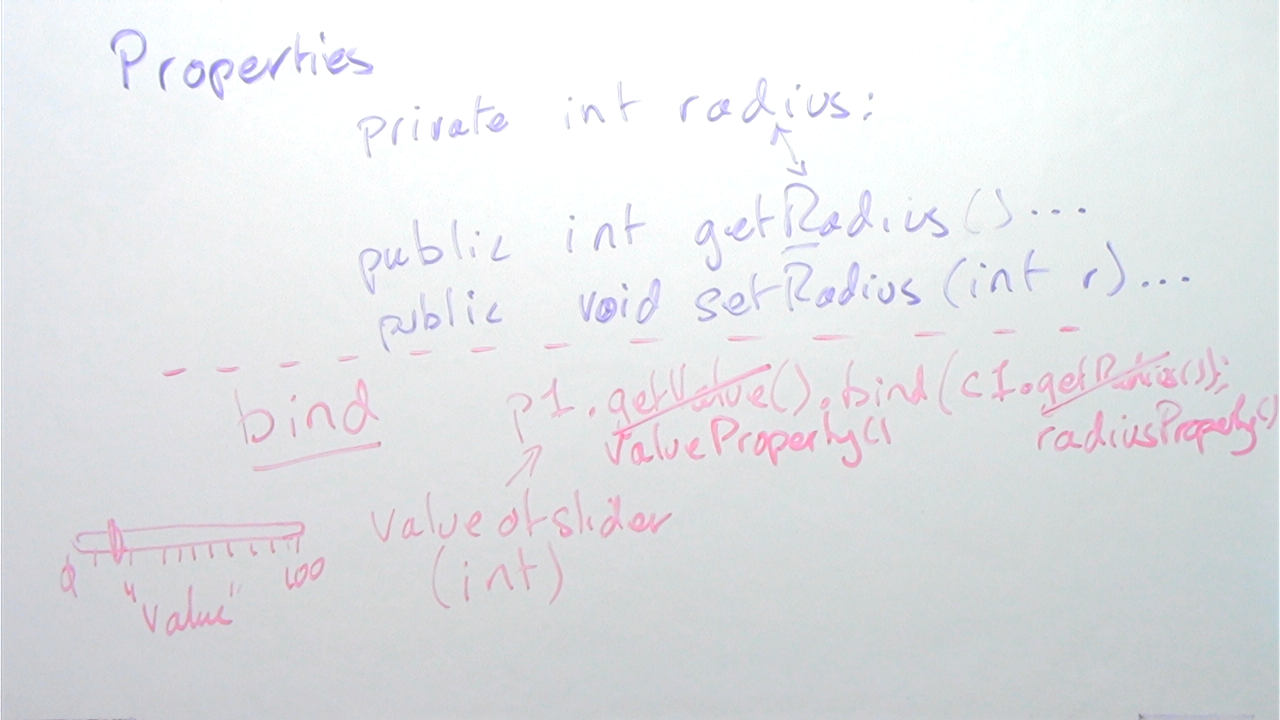 Properties
private int radius:
public int getRadius()...
public void setRadius (int r)...
bind p1.getValue().bind(c1.getRadius());
valueProperty() radiusProperty()
value of slider
(int)
0 100
"Value"